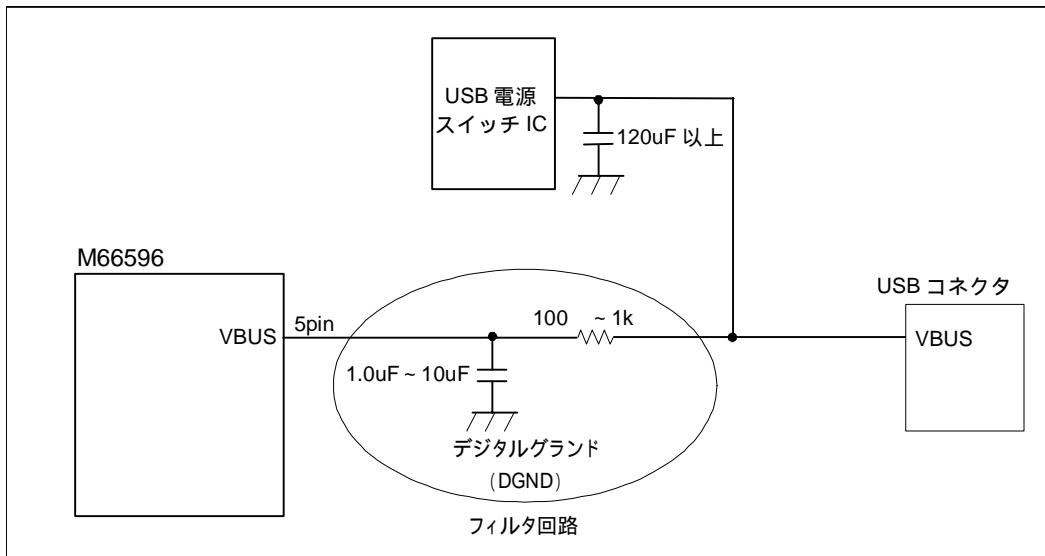 USB 電源
スイッチ IC
120uF 以上
M66596
VBUS
5pin
100 ~ 1k
1.0uF ~ 10uF
デジタルグランド
(DGND)
フィルタ回路
USB コネクタ
VBUS